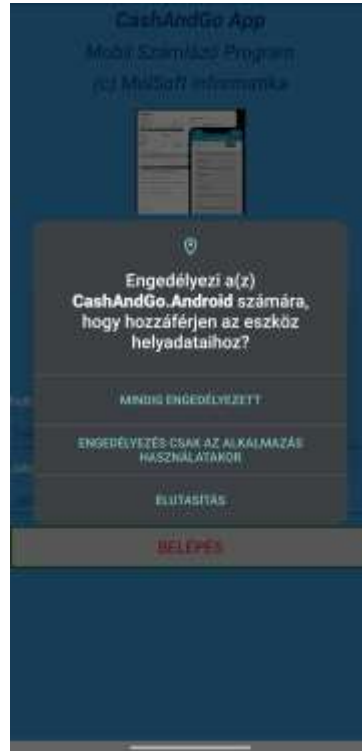 CashAndGo App
Mobil Számlázó Program
(c) MolSoft Informatika
Engedélyezi a(z)
CashAndGo.Android számára,
hogy hozzáférjen az eszköz
helyadataihoz?
MINDIG ENGEDÉLYEZETT
ENGEDÉLYEZÉS CSAK AZ ALKALMAZÁS
HASZNÁLATAKOR
ELUTASÍTÁS
BELÉPÉS